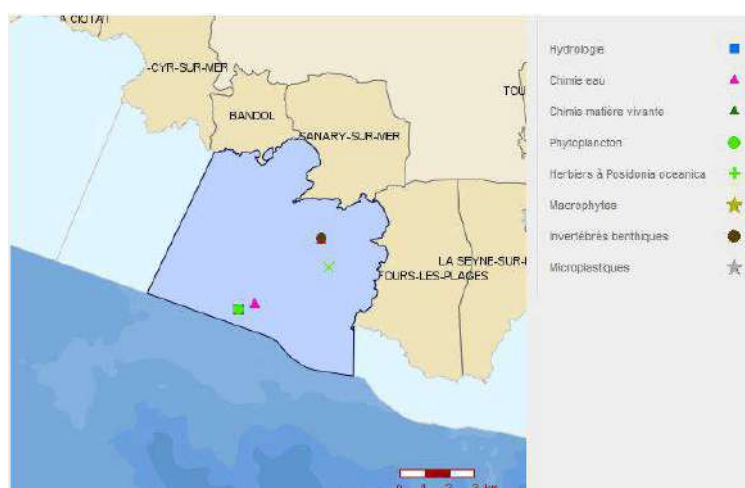 A CIOTAT
-CYR-SUR-MER
BANDOL
SANARY-SUR-MER
TOU
LA SEYNE-SUR-
FOURS-LES-PLAGES
Hydrologie
Chimie eau
Chimie matière vivante
Phytoplancton
Herbiers à Posidonia oceanica
Macrophytes
Invertébrés benthiques
Microplastiques